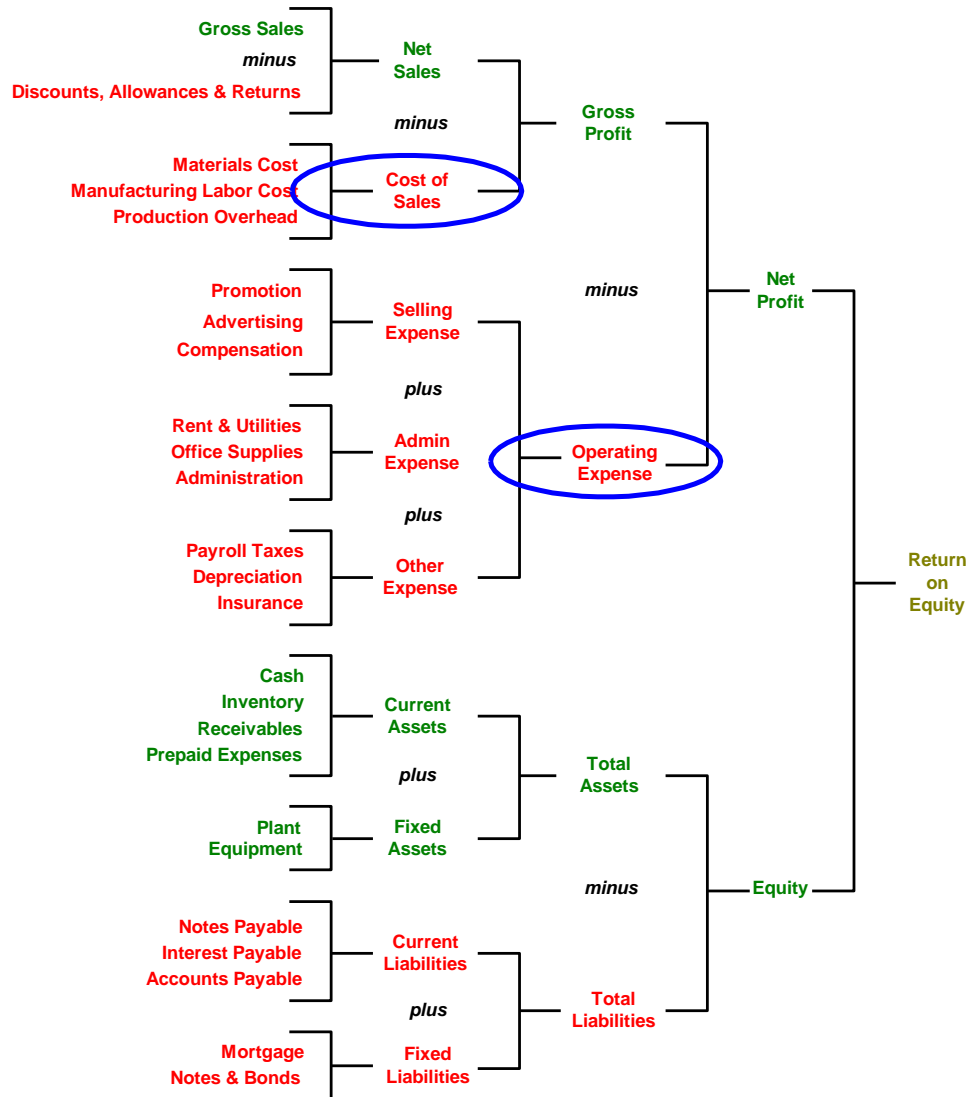 Gross Sales
minus
Discounts, Allowances & Returns
Net
Sales
minus
Gross
Profit
Materials Cost
Manufacturing Labor Cost
Production Overhead
Cost of
Sales
minus
Net
Profit
Promotion
Advertising
Compensation
Selling
Expense
plus
Rent & Utilities
Office Supplies
Administration
Admin
Expense
Operating
Expense
plus
Payroll Taxes
Depreciation
Insurance
Other
Expense
Return
on
Equity
Cash
Inventory
Receivables
Prepaid Expenses
Current
Assets
plus
Total
Assets
Plant
Equipment
Fixed
Assets
minus
Equity
Notes Payable
Interest Payable
Accounts Payable
Current
Liabilities
plus
Total
Liabilities
Mortgage
Notes & Bonds
Fixed
Liabilities